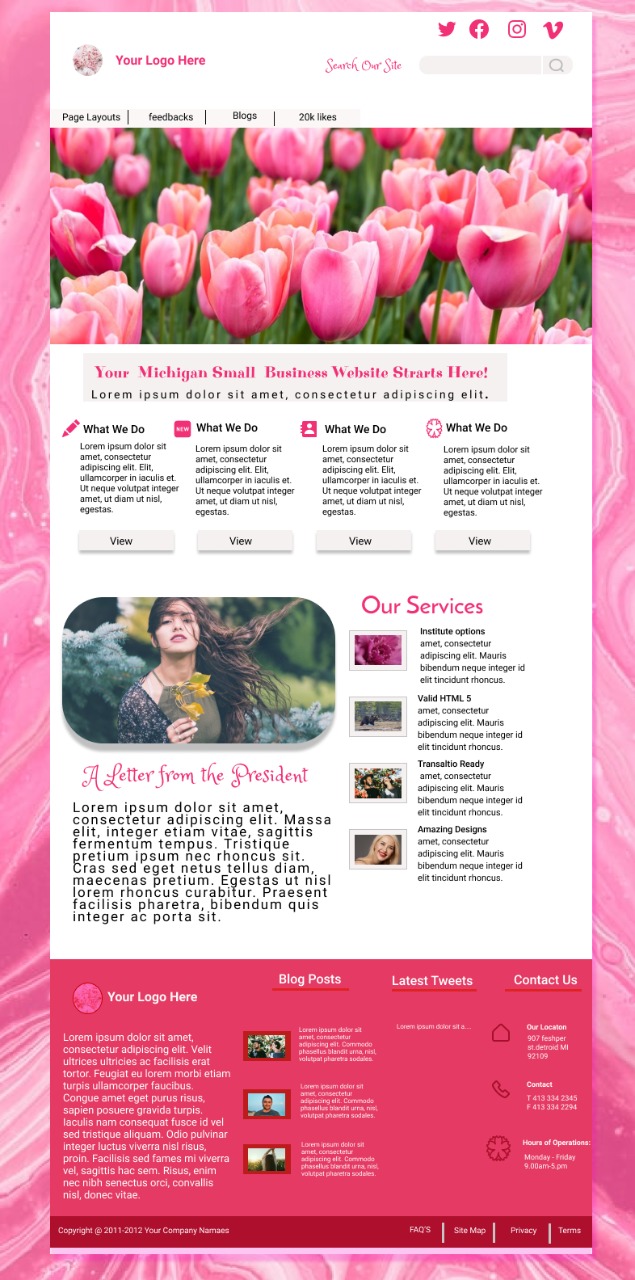 Your Logo Here
Search Our Site
Page Layouts
feedbacks
Blogs
20k likes
Your Michigan Small Business Website Strarts Here!
Lorem ipsum dolor sit amet, consectetur adipiscing elit.
What We Do
Lorem ipsum dolor sit
amet, consectetur
adipiscing elit. Elit,
ullamcorper in iaculis et.
Ut neque volutpat integer
amet, ut diam ut nisl,
egestas.
View
NEW
What We Do
Lorem ipsum dolor sit
amet, consectetur
adipiscing elit. Elit,
ullamcorper in iaculis et.
Ut neque volutpat integer
amet, ut diam ut nisl,
egestas.
View
What We Do
Lorem ipsum dolor sit
amet, consectetur
adipiscing elit. Elit,
ullamcorper in iaculis et.
Ut neque volutpat integer
amet, ut diam ut nisl,
egestas.
View
What We Do
Lorem ipsum dolor sit
amet, consectetur
adipiscing elit. Elit,
ullamcorper in iaculis et.
Ut neque volutpat integer
amet, ut diam ut nisl,
egestas.
View
A Letter from the President
Lorem ipsum dolor sit amet,
consectetur adipiscing elit. Massa
elit, integer etiam vitae, sagittis
fermentum tempus. Tristique
pretium ipsum nec rhoncus sit.
Cras sed eget netus tellus diam,
maecenas pretium. Egestas ut nisl
lorem rhoncus curabitur. Praesent
facilisis pharetra, bibendum quis
integer ac porta sit.
Our Services
Institute options
amet, consectetur
adipiscing elit. Mauris
bibendum neque integer id
elit tincidunt rhoncus.
Valid HTML 5
amet, consectetur
adipiscing elit. Mauris
bibendum neque integer id
elit tincidunt rhoncus.
Transaltio Ready
amet, consectetur
adipiscing elit. Mauris
bibendum neque integer id
elit tincidunt rhoncus.
Amazing Designs
amet, consectetur
adipiscing elit. Mauris
bibendum neque integer id
elit tincidunt rhoncus.
Your Logo Here
Lorem ipsum dolor sit amet,
consectetur adipiscing elit. Velit
ultrices ultricies ac facilisis erat
tortor. Feugiat eu lorem morbi etiam
turpis ullamcorper faucibus.
Congue amet eget purus risus,
sapien posuere gravida turpis.
Iaculis nam consequat fusce id vel
sed tristique aliquam. Odio pulvinar
integer luctus viverra nisl risus,
proin. Facilisis sed fames mi viverra
vel, sagittis hac sem. Risus, enim
nec nibh senectus orci, convallis
nisl, donec vitae.
Blog Posts
Lorem ipsum dolor sit amet,
consectetur adipiscing
elit. Commodo
phasellus blandit urna, nisl,
suspendisse sodales.
Lorem ipsum dolor sit amet,
consectetur adipiscing
elit. Commodo
phasellus blandit urna, nisl,
suspendisse sodales.
Lorem ipsum dolor sit amet,
consectetur adipiscing
elit. Commodo
phasellus blandit urna, nisl,
suspendisse sodales.
Latest Tweets
Lorem ipsum dolor sit a...
Contact Us
Our Locaton
907 feshper
st.detroid MI
92109
Contact
T 413 334 2345
F 413 334 2294
Hours of Operations:
Monday - Friday
9.00am-5.pm
Copyright @ 2011-2012 Your Company Namaes
FAQ'S
Site Map
Privacy
Terms